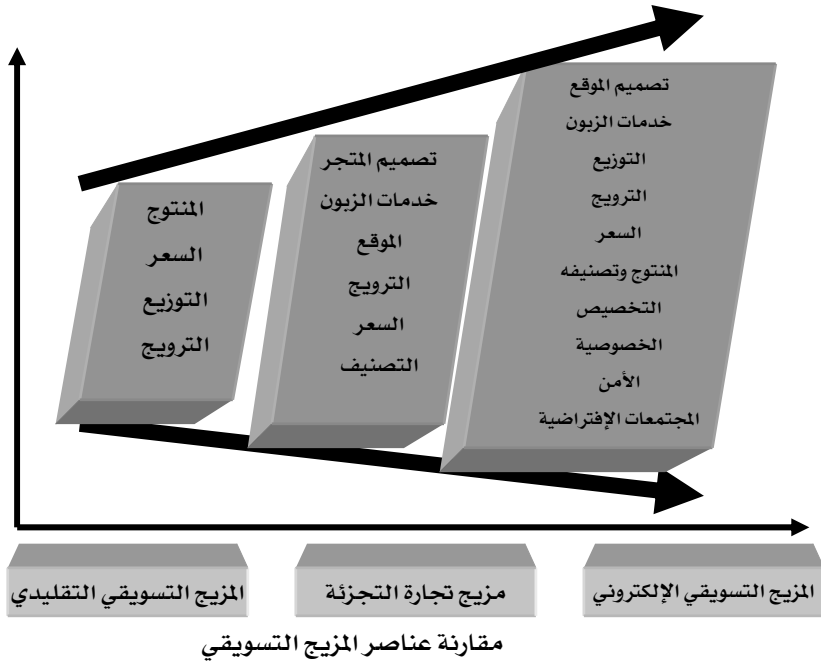 المنتوج
السعر
التوزيع
الترويج
تصميم المتجر
خدمات الزبون
الموقع
الترويج
السعر
التصنيف
تصميم الموقع
خدمات الزبون
التوزيع
الترويج
السعر
المنتوج وتصنيفه
التخصيص
الخصوصية
الأمن
المجتمعات الإفتراضية
المزيج التسويقي التقليدي
مزيج تجارة التجزئة
المزيج التسويقي الإلكتروني
مقارنة عناصر المزيج التسويقي